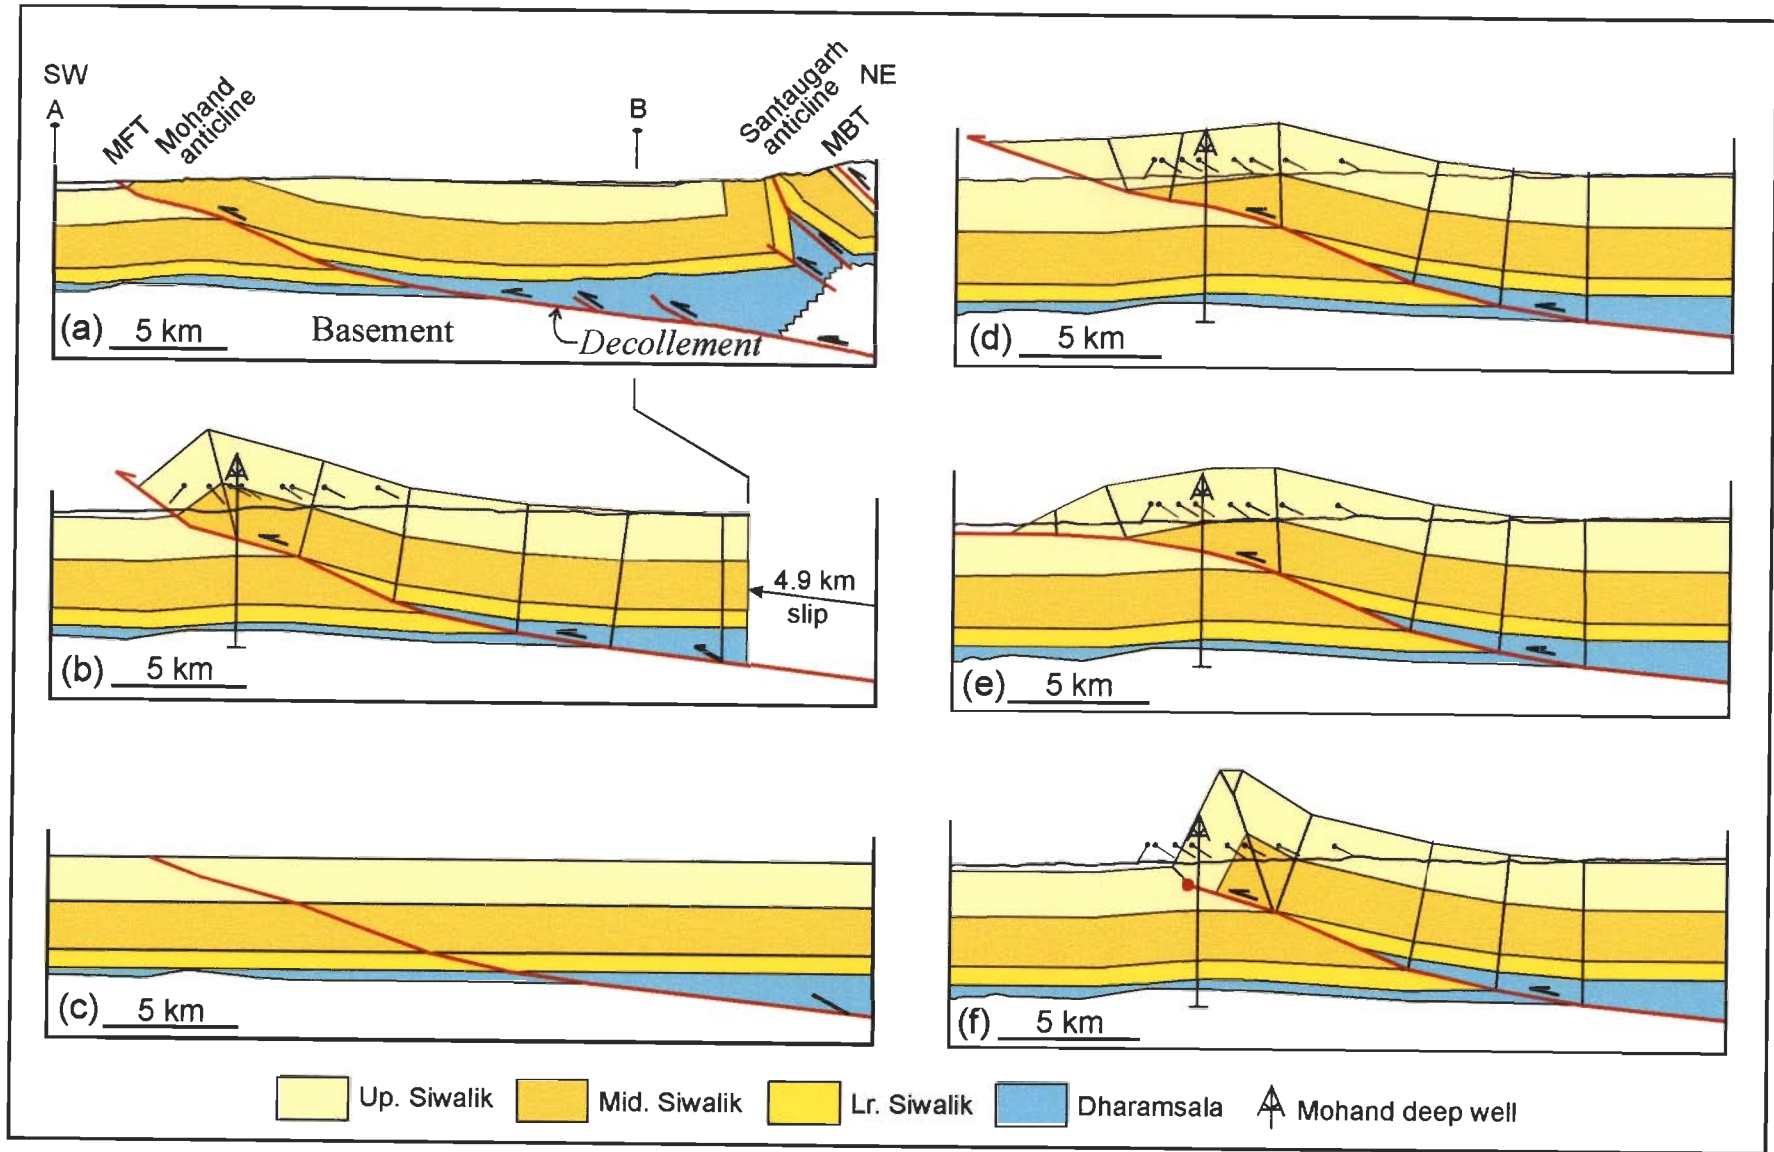 SW
A
MFT
Mohand
anticline
B
Santaugarh
anticline
MBT
NE
(a)
5 km
Basement
Decollement
(b)
5 km
4.9 km
slip
(c)
5 km
(d)
5 km
(e)
5 km
(f)
5 km
Up. Siwalik
Mid. Siwalik
Lr. Siwalik
Dharamsala
Mohand deep well